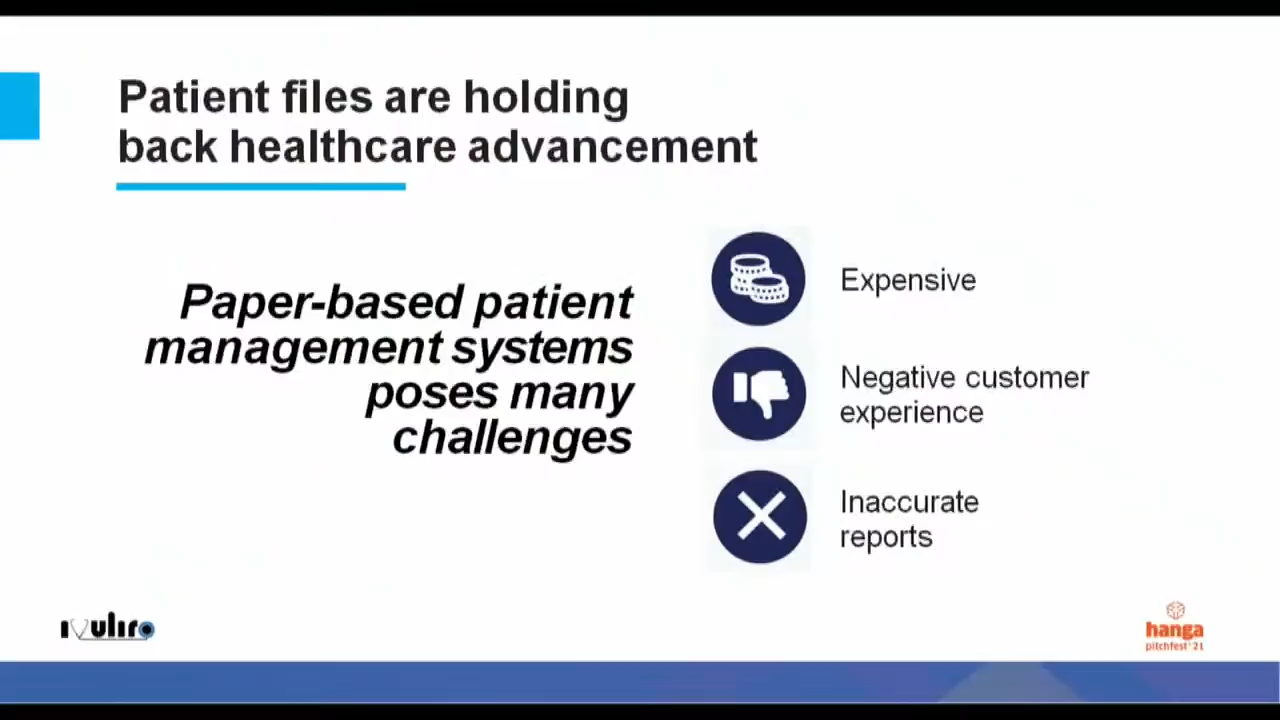 Patient files are holding
back healthcare advancement
Paper-based patient
management systems
poses many
challenges
Expensive
Negative customer
experience
Inaccurate
reports
ivuliro
hanga
pitchfest'21